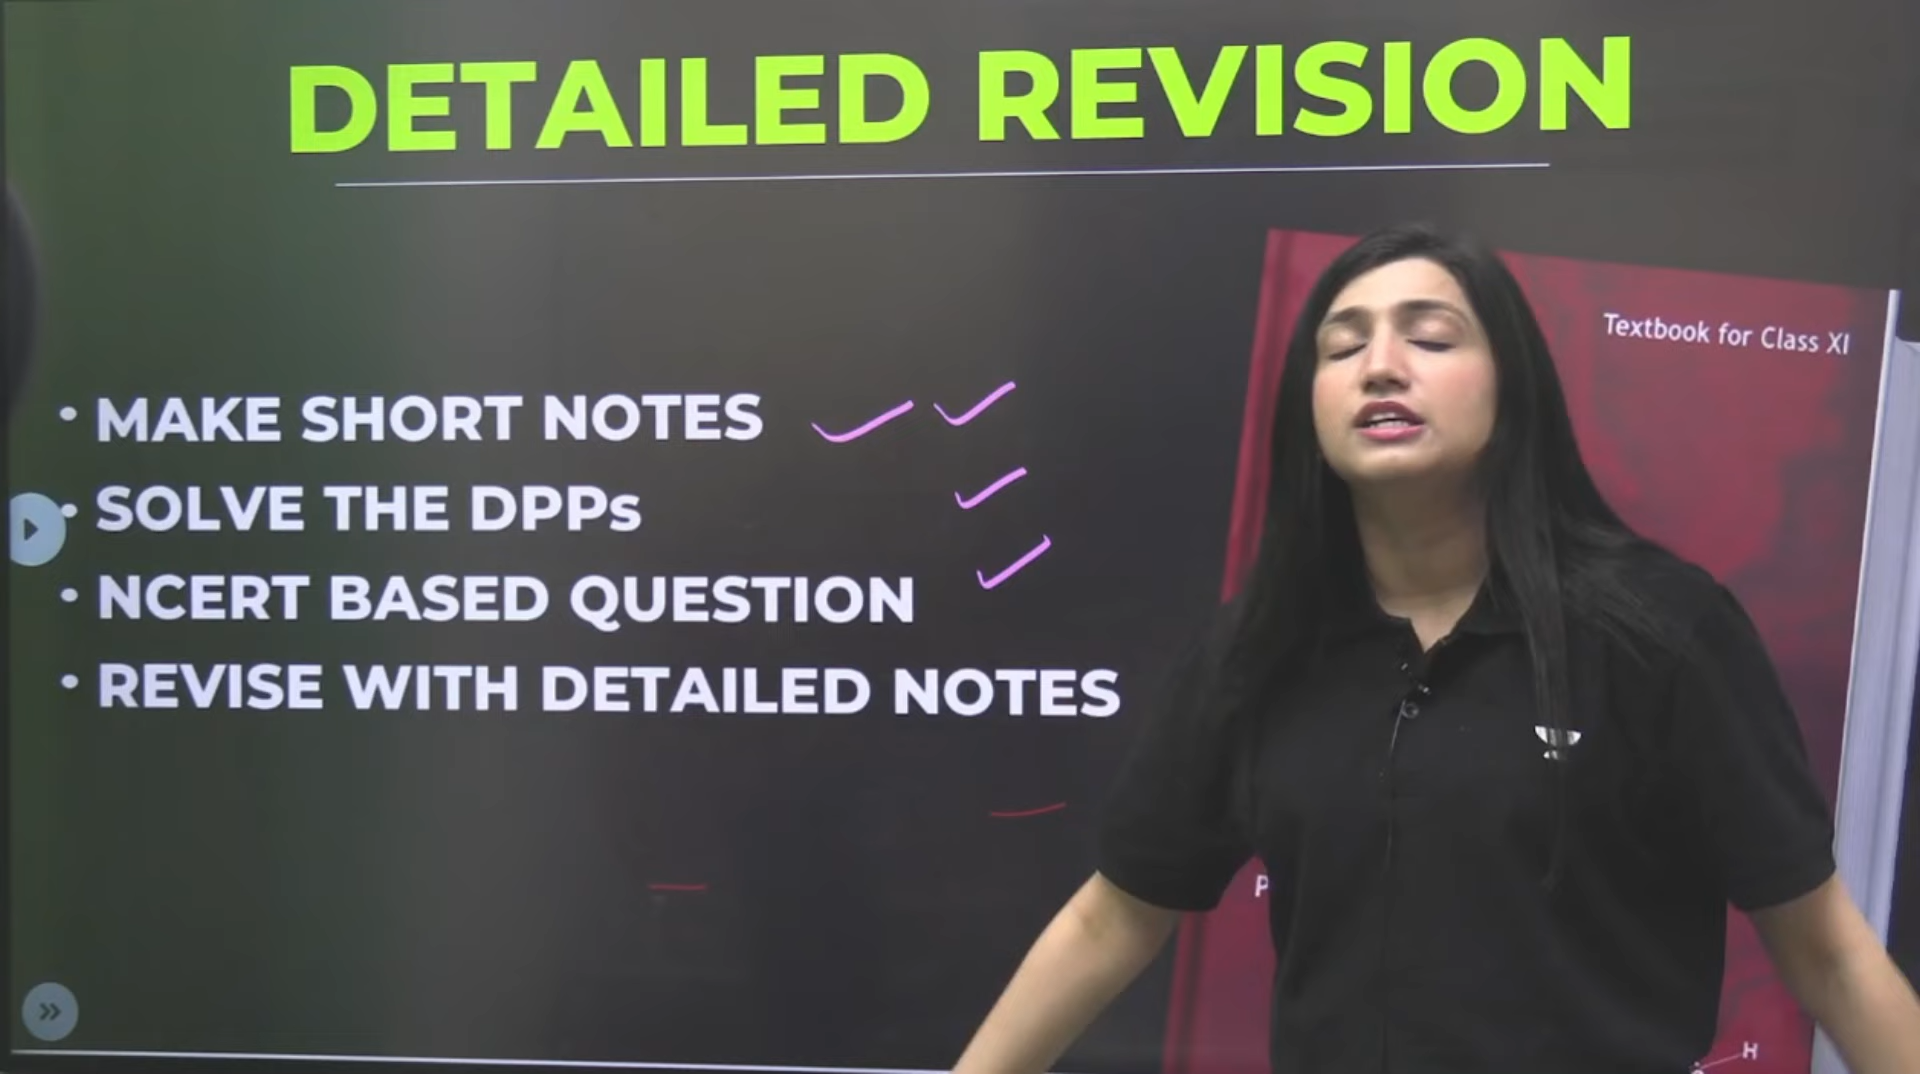 DETAILED REVISION
Textbook for Class XI
• MAKE SHORT NOTES
• SOLVE THE DPPs
• NCERT BASED QUESTION
• REVISE WITH DETAILED NOTES
P
H